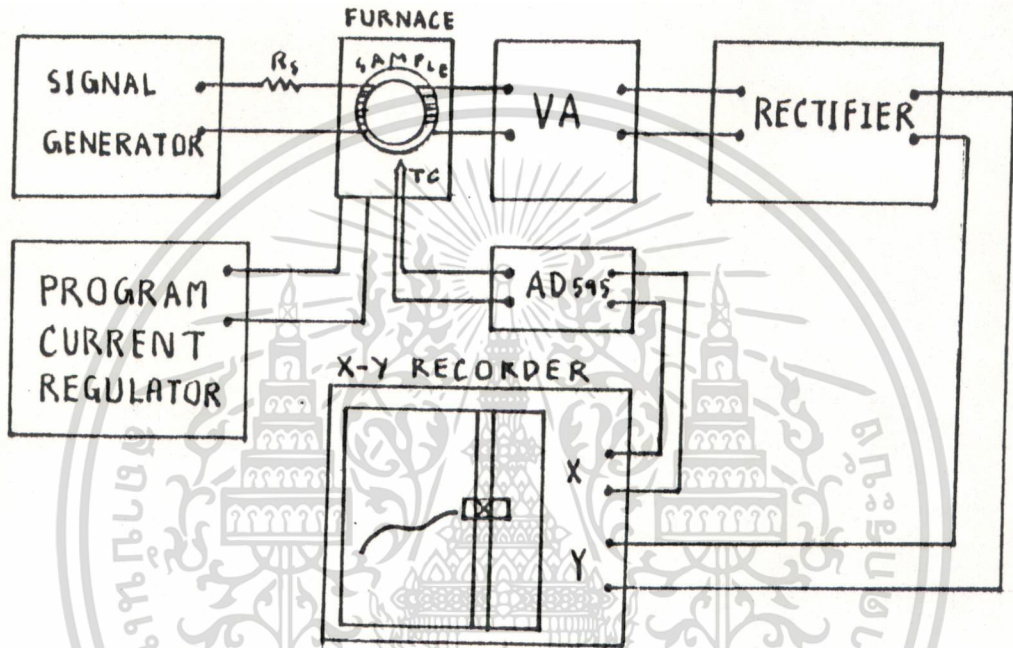 FURNACE
SIGNAL
GENERATOR
Rs
SAMPLE
TC
VA
RECTIFIER
PROGRAM
CURRENT
REGULATOR
AD595
X-Y RECORDER
X
Y